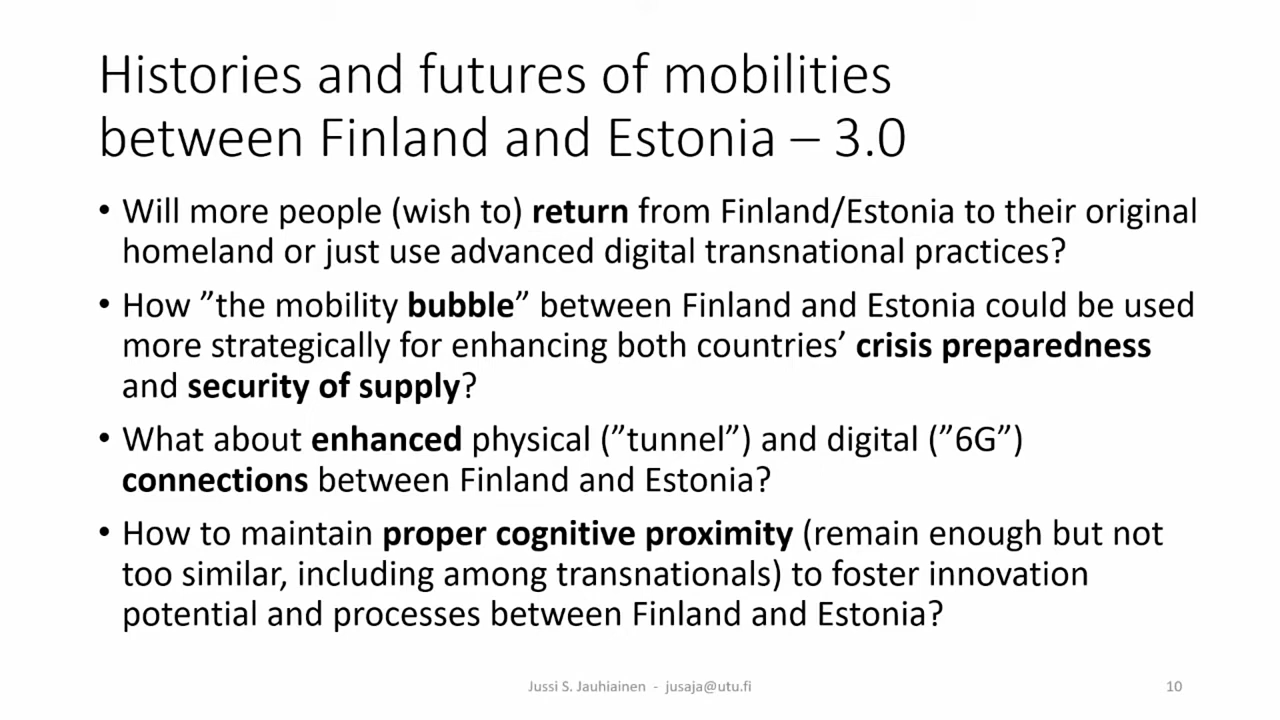 Histories and futures of mobilities
between Finland and Estonia – 3.0
• Will more people (wish to) return from Finland/Estonia to their original
homeland or just use advanced digital transnational practices?
• How ”the mobility bubble” between Finland and Estonia could be used
more strategically for enhancing both countries’ crisis preparedness
and security of supply?
• What about enhanced physical (”tunnel”) and digital (”6G”)
connections between Finland and Estonia?
• How to maintain proper cognitive proximity (remain enough but not
too similar, including among transnationals) to foster innovation
potential and processes between Finland and Estonia?
Jussi S. Jauhiainen - jusaja@utu.fi
10